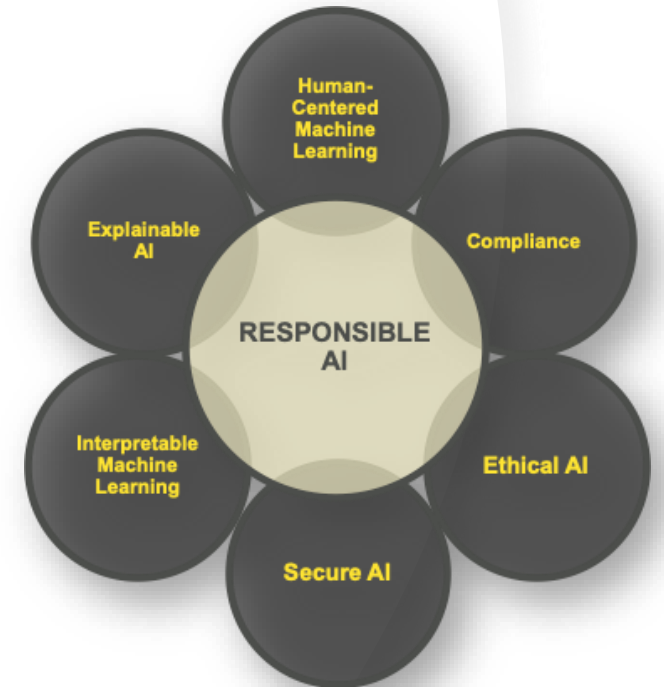 Human-
Centered
Machine
Learning
Explainable
AI
Compliance
RESPONSIBLE
AI
Interpretable
Machine
Learning
Ethical AI
Secure AI